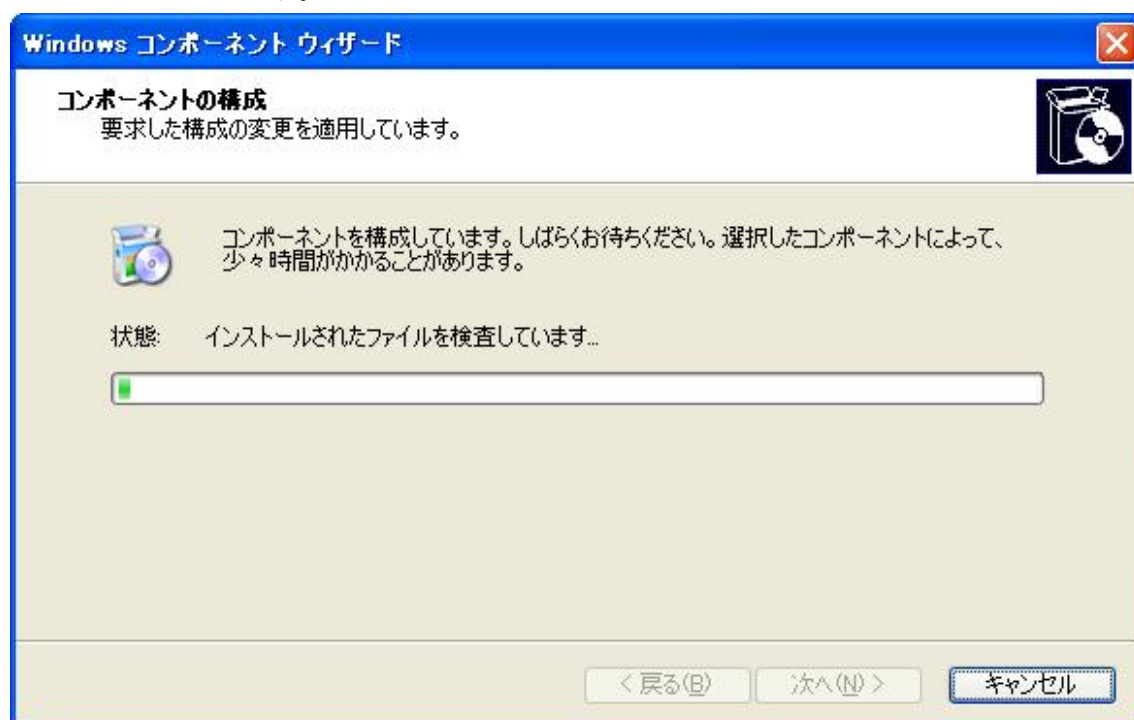 Windows コンポーネント ウィザード
コンポーネントの構成
要求した構成の変更を適用しています。
コンポーネントを構成しています。しばらくお待ちください。選択したコンポーネントによって、
少々時間がかかることがあります。
状態: インストールされたファイルを検査しています...
< 戻る(B) 次へ(N) > キャンセル